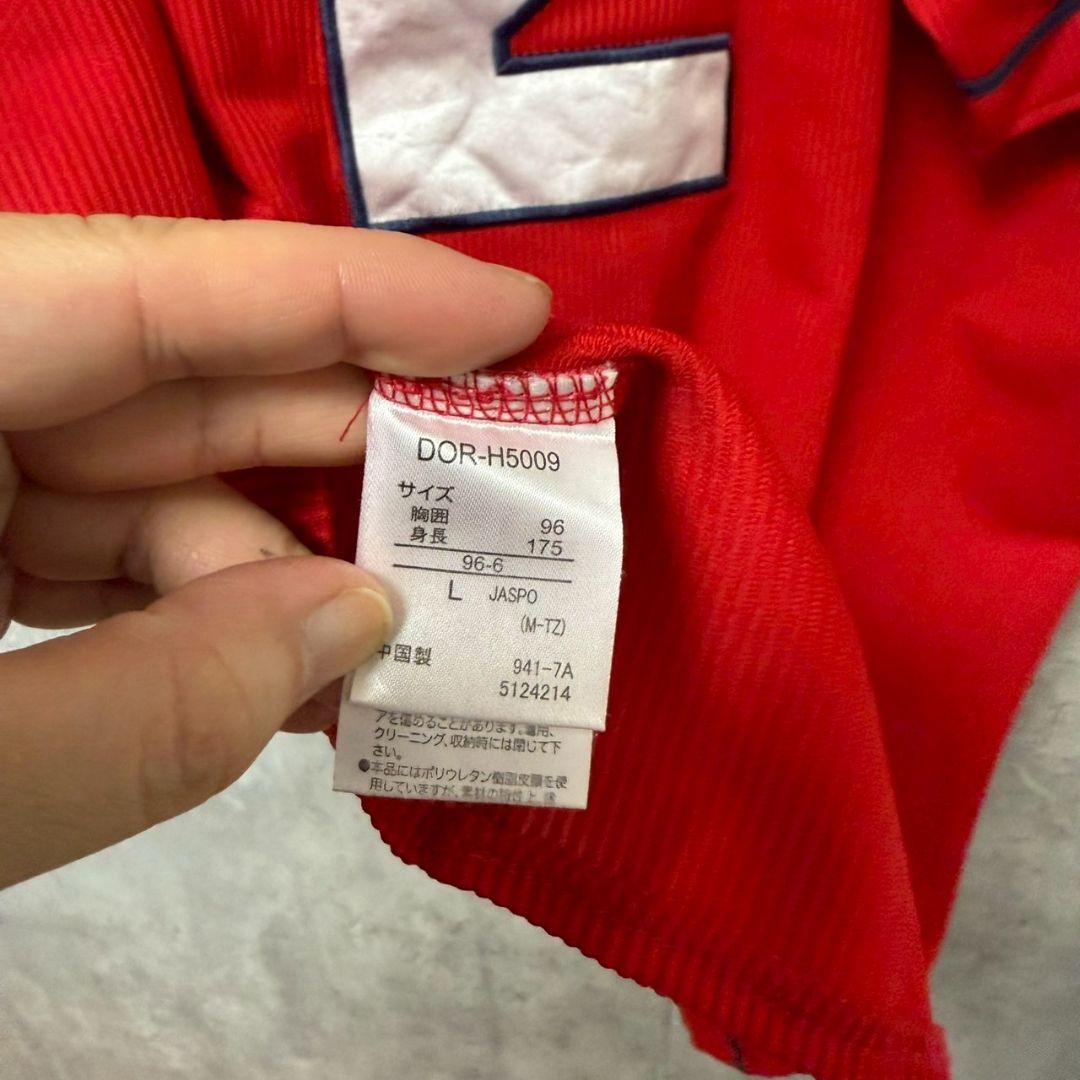 2
DOR-H5009
サイズ
胸囲 96
身長 175
96-6
L JASPO
(M-TZ)
中国製 941-7A
5124214
アを傷めることがあります。着用、
クリーニング、収納時には閉じて下
さい。
●本品にはポリウレタン樹脂皮膜を使
用していますが、素材の特性上、